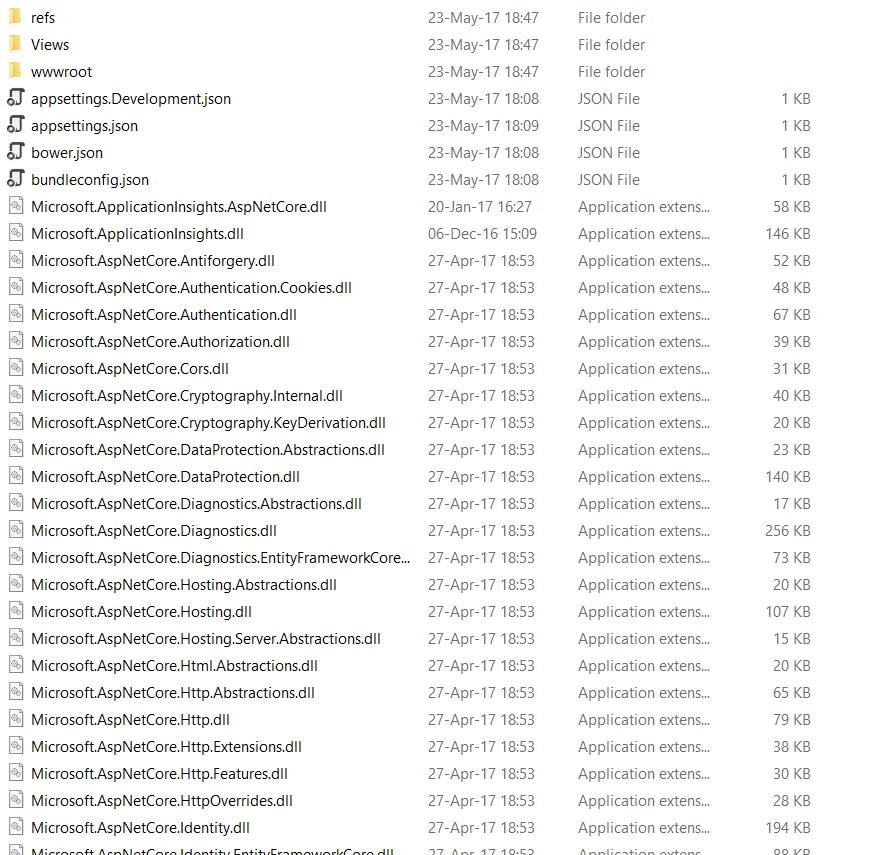 refs 23-May-17 18:47 File folder
Views 23-May-17 18:47 File folder
wwwroot 23-May-17 18:47 File folder
appsettings.Development.json 23-May-17 18:08 JSON File 1 KB
appsettings.json 23-May-17 18:09 JSON File 1 KB
bower.json 23-May-17 18:08 JSON File 1 KB
bundleconfig.json 23-May-17 18:08 JSON File 1 KB
Microsoft.ApplicationInsights.AspNetCore.dll 20-Jan-17 16:27 Application extens... 58 KB
Microsoft.ApplicationInsights.dll 06-Dec-16 15:09 Application extens... 146 KB
Microsoft.AspNetCore.Antiforgery.dll 27-Apr-17 18:53 Application extens... 52 KB
Microsoft.AspNetCore.Authentication.Cookies.dll 27-Apr-17 18:53 Application extens... 48 KB
Microsoft.AspNetCore.Authentication.dll 27-Apr-17 18:53 Application extens... 67 KB
Microsoft.AspNetCore.Authorization.dll 27-Apr-17 18:53 Application extens... 39 KB
Microsoft.AspNetCore.Cors.dll 27-Apr-17 18:53 Application extens... 31 KB
Microsoft.AspNetCore.Cryptography.Internal.dll 27-Apr-17 18:53 Application extens... 40 KB
Microsoft.AspNetCore.Cryptography.KeyDerivation.dll 27-Apr-17 18:53 Application extens... 20 KB
Microsoft.AspNetCore.DataProtection.Abstractions.dll 27-Apr-17 18:53 Application extens... 23 KB
Microsoft.AspNetCore.DataProtection.dll 27-Apr-17 18:53 Application extens... 140 KB
Microsoft.AspNetCore.Diagnostics.Abstractions.dll 27-Apr-17 18:53 Application extens... 17 KB
Microsoft.AspNetCore.Diagnostics.dll 27-Apr-17 18:53 Application extens... 256 KB
Microsoft.AspNetCore.Diagnostics.EntityFrameworkCore... 27-Apr-17 18:53 Application extens... 73 KB
Microsoft.AspNetCore.Hosting.Abstractions.dll 27-Apr-17 18:53 Application extens... 20 KB
Microsoft.AspNetCore.Hosting.dll 27-Apr-17 18:53 Application extens... 107 KB
Microsoft.AspNetCore.Hosting.Server.Abstractions.dll 27-Apr-17 18:53 Application extens... 15 KB
Microsoft.AspNetCore.Html.Abstractions.dll 27-Apr-17 18:53 Application extens... 20 KB
Microsoft.AspNetCore.Http.Abstractions.dll 27-Apr-17 18:53 Application extens... 65 KB
Microsoft.AspNetCore.Http.dll 27-Apr-17 18:53 Application extens... 79 KB
Microsoft.AspNetCore.Http.Extensions.dll 27-Apr-17 18:53 Application extens... 38 KB
Microsoft.AspNetCore.Http.Features.dll 27-Apr-17 18:53 Application extens... 30 KB
Microsoft.AspNetCore.HttpOverrides.dll 27-Apr-17 18:53 Application extens... 28 KB
Microsoft.AspNetCore.Identity.dll 27-Apr-17 18:53 Application extens... 194 KB
Microsoft.AspNetCore.Identity.EntityFrameworkCore.dll 27-Apr-17 18:53 Application extens... 88 KB